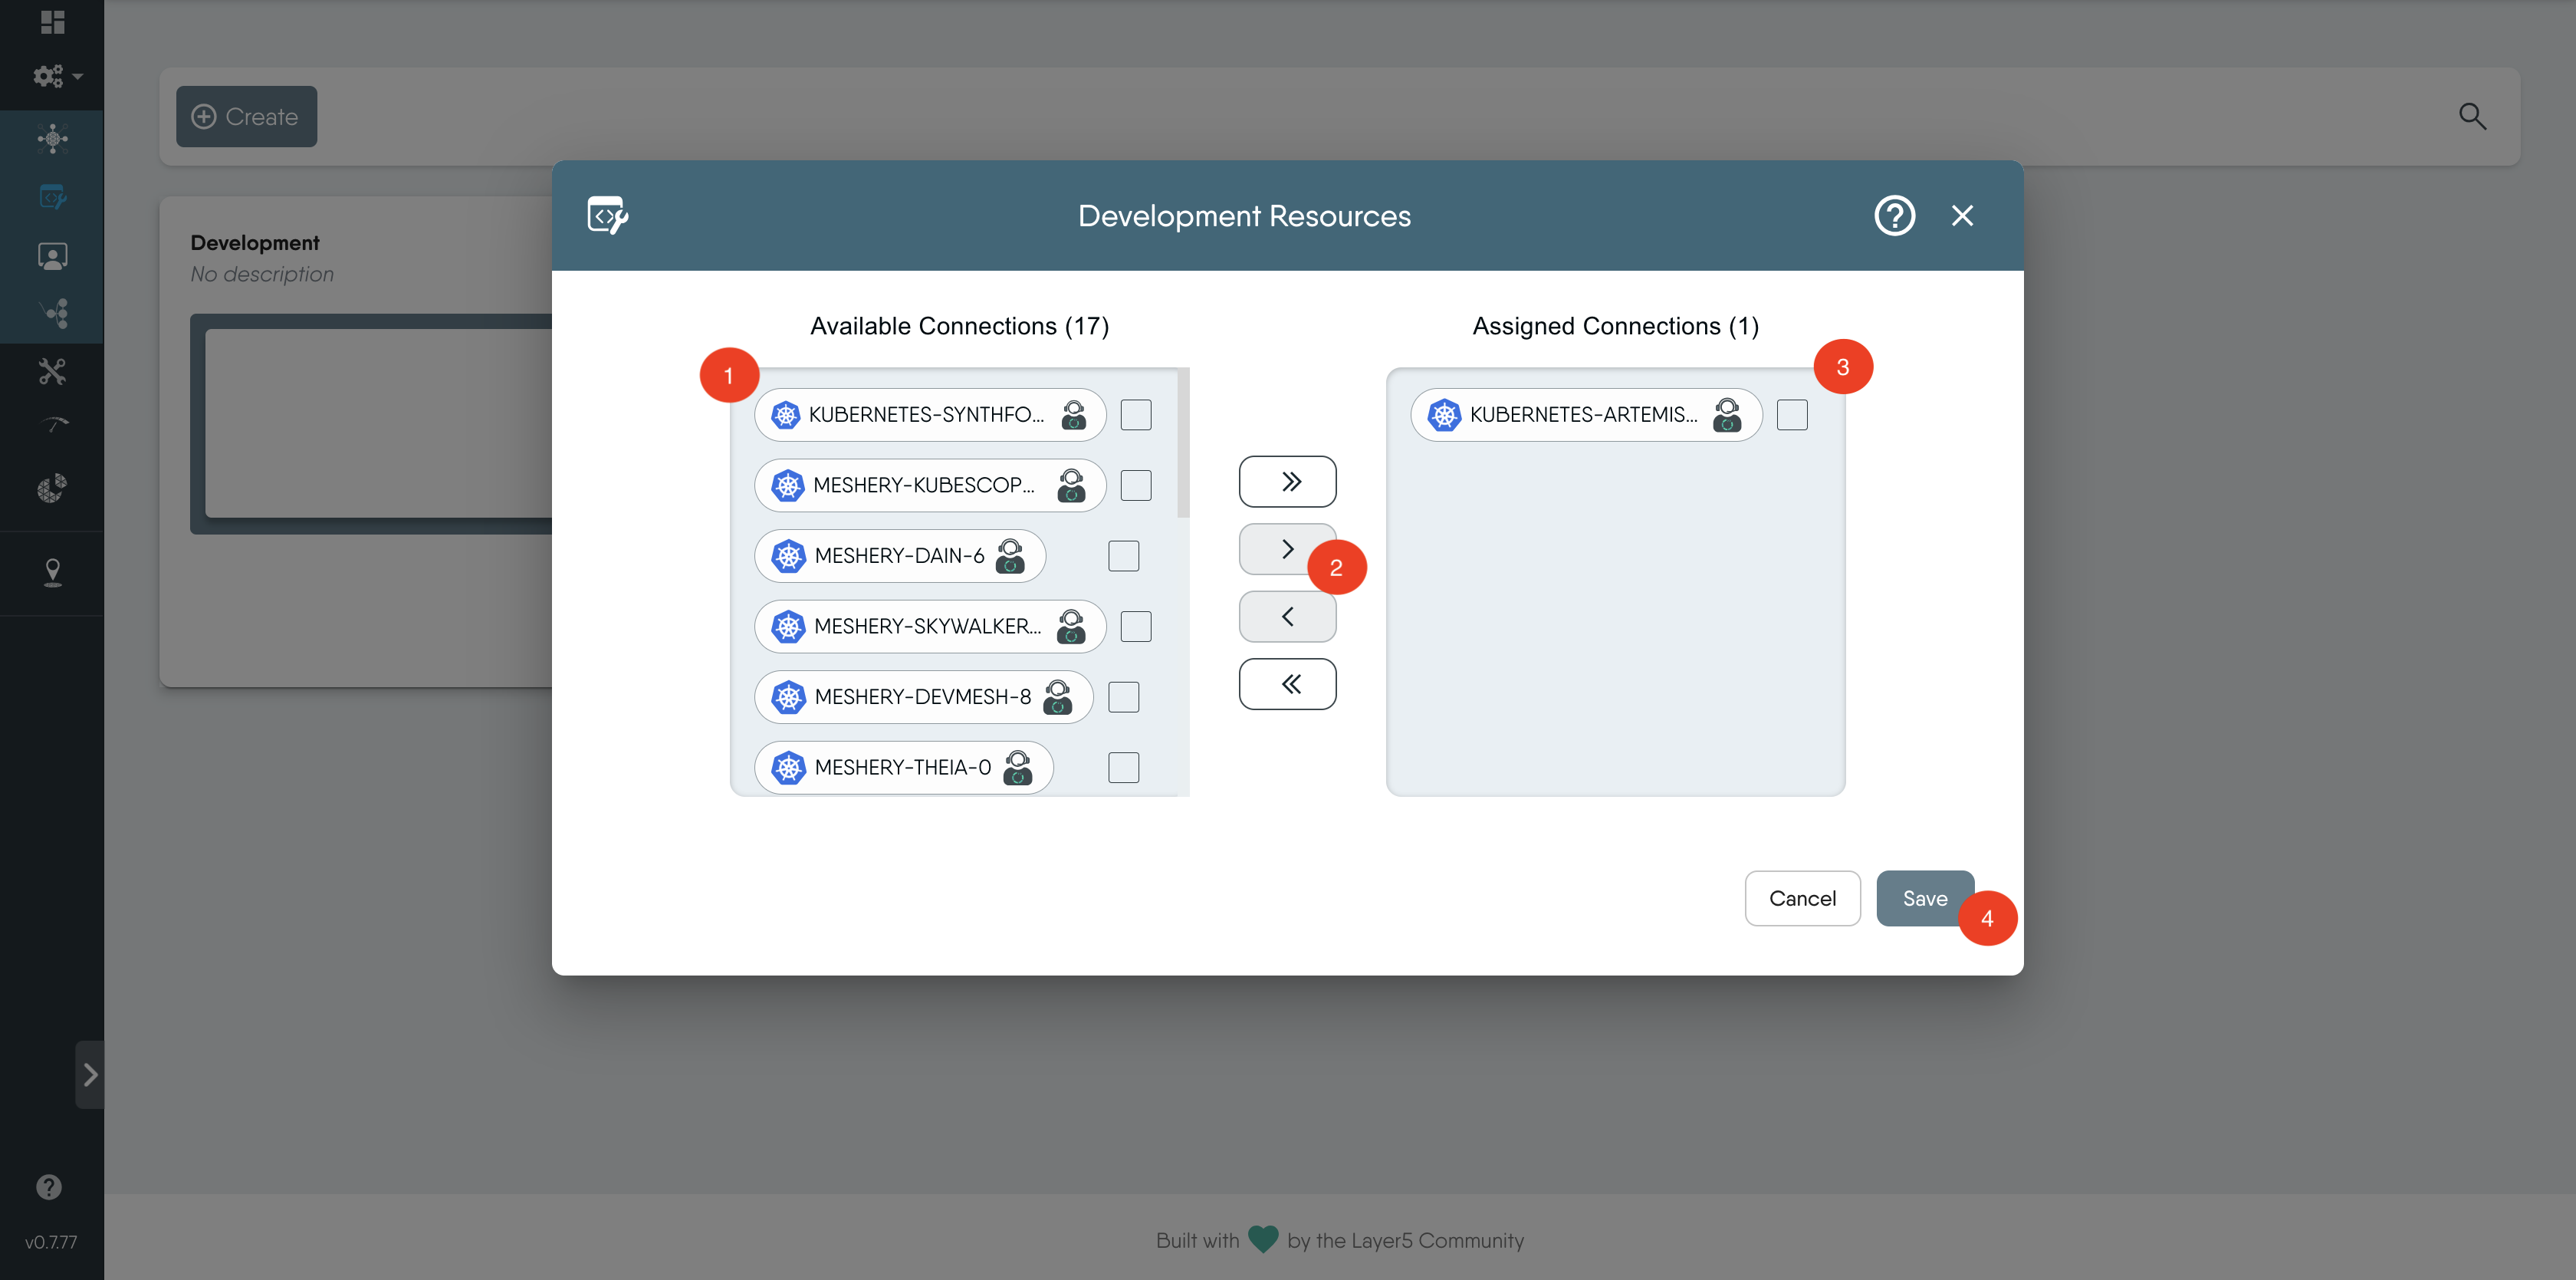 Create
Development
No description
Development Resources
Available Connections (17)
Assigned Connections (1)
1
3
KUBERNETES-SYNTHFO...
KUBERNETES-ARTEMIS...
MESHERY-KUBESCOP...
MESHERY-DAIN-6
2
MESHERY-SKYWALKER...
MESHERY-DEVMESH-8
MESHERY-THEIA-0
Cancel
Save
4
v0.7.77
Built with by the Layer5 Community